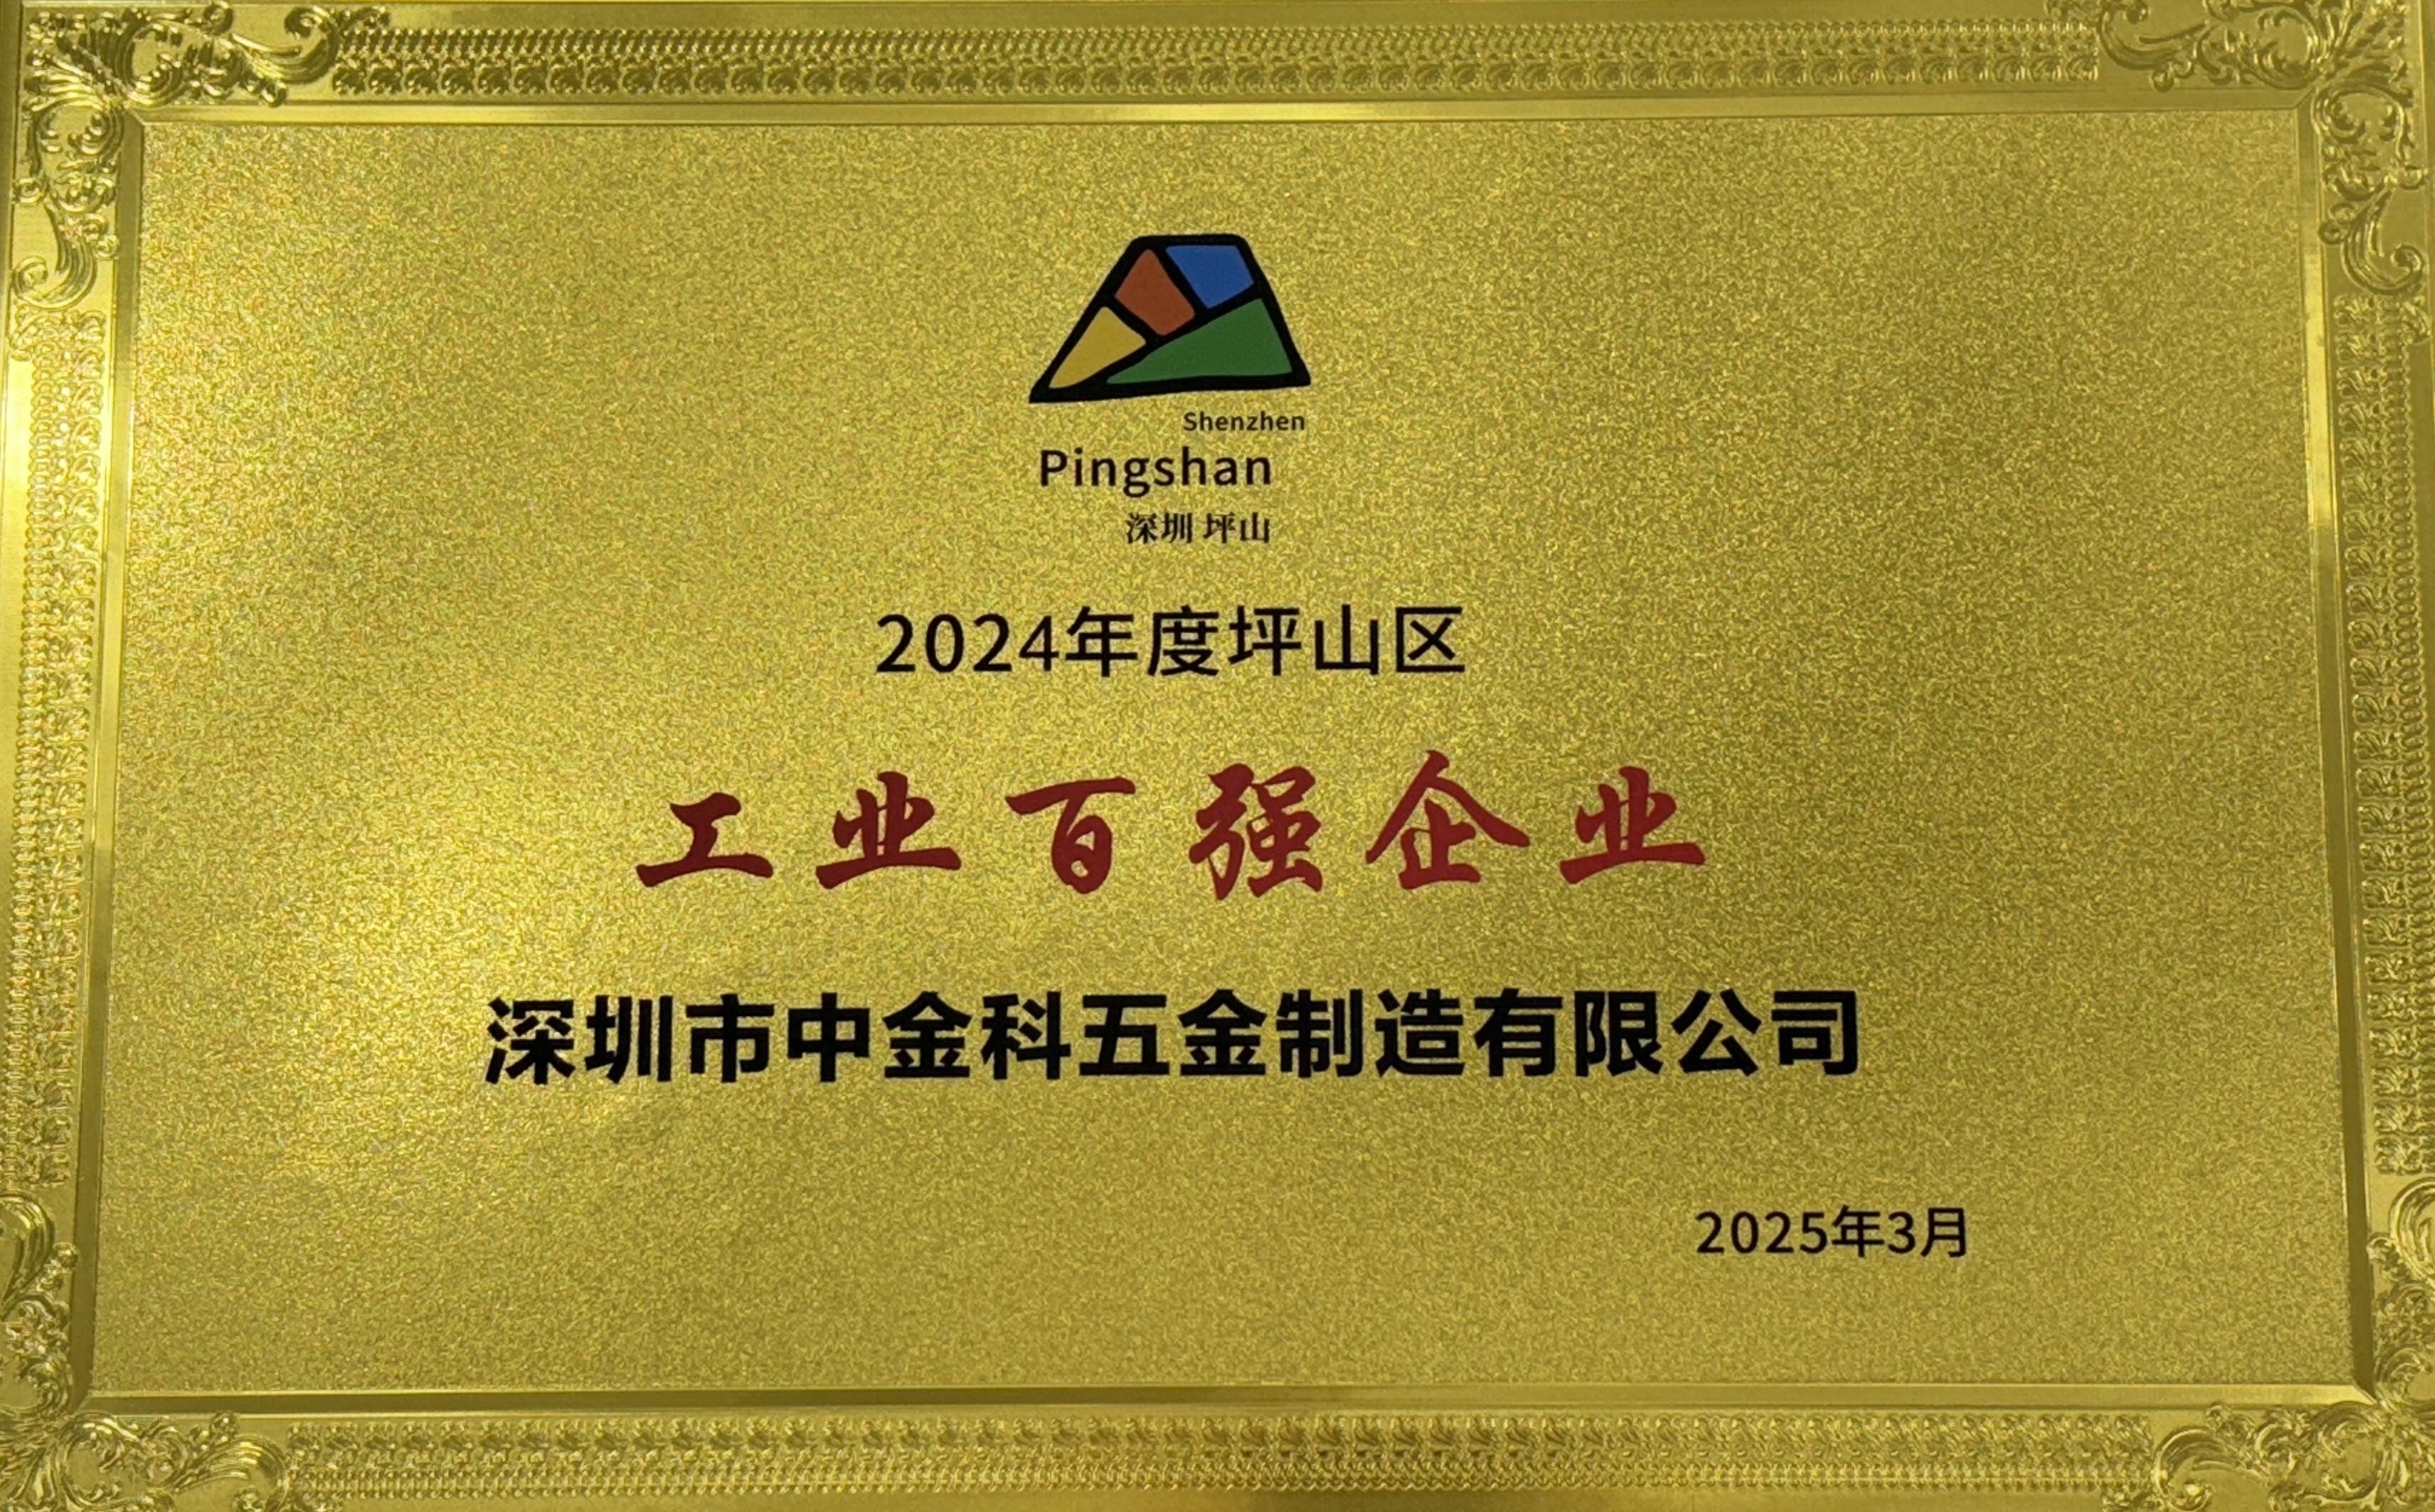 Shenzhen
Pingshan
深圳 坪山
2024年度坪山区
工业百强企业
深圳市中金科五金制造有限公司
2025年3月